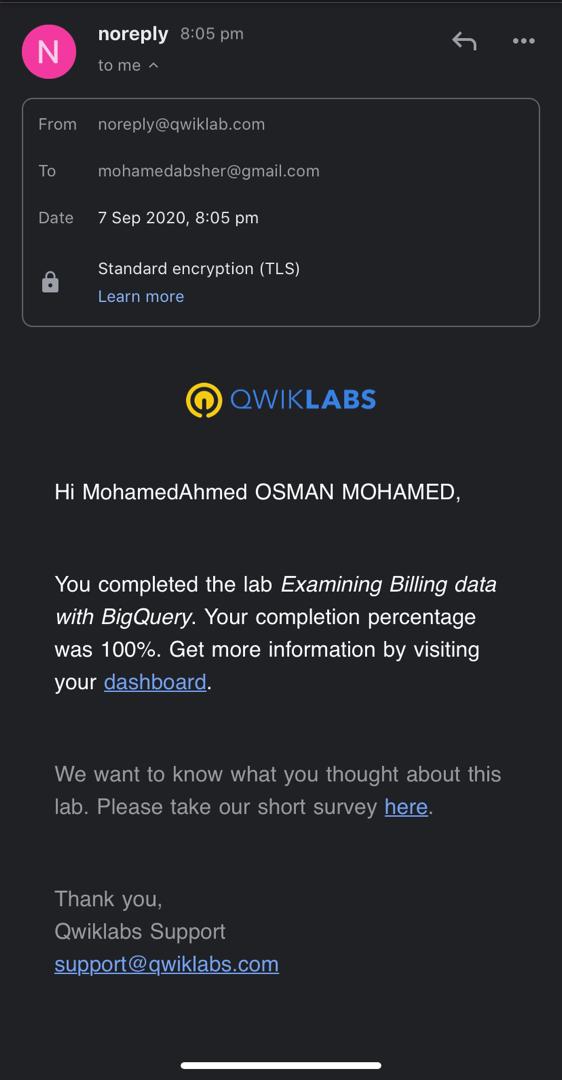 N
noreply 8:05 pm
to me
From noreply@qwiklab.com
To mohamedabsher@gmail.com
Date 7 Sep 2020, 8:05 pm
Standard encryption (TLS)
Learn more
QWIKLABS
Hi MohamedAhmed OSMAN MOHAMED,
You completed the lab Examining Billing data
with BigQuery. Your completion percentage
was 100%. Get more information by visiting
your dashboard.
We want to know what you thought about this
lab. Please take our short survey here.
Thank you,
Qwiklabs Support
support@qwiklabs.com